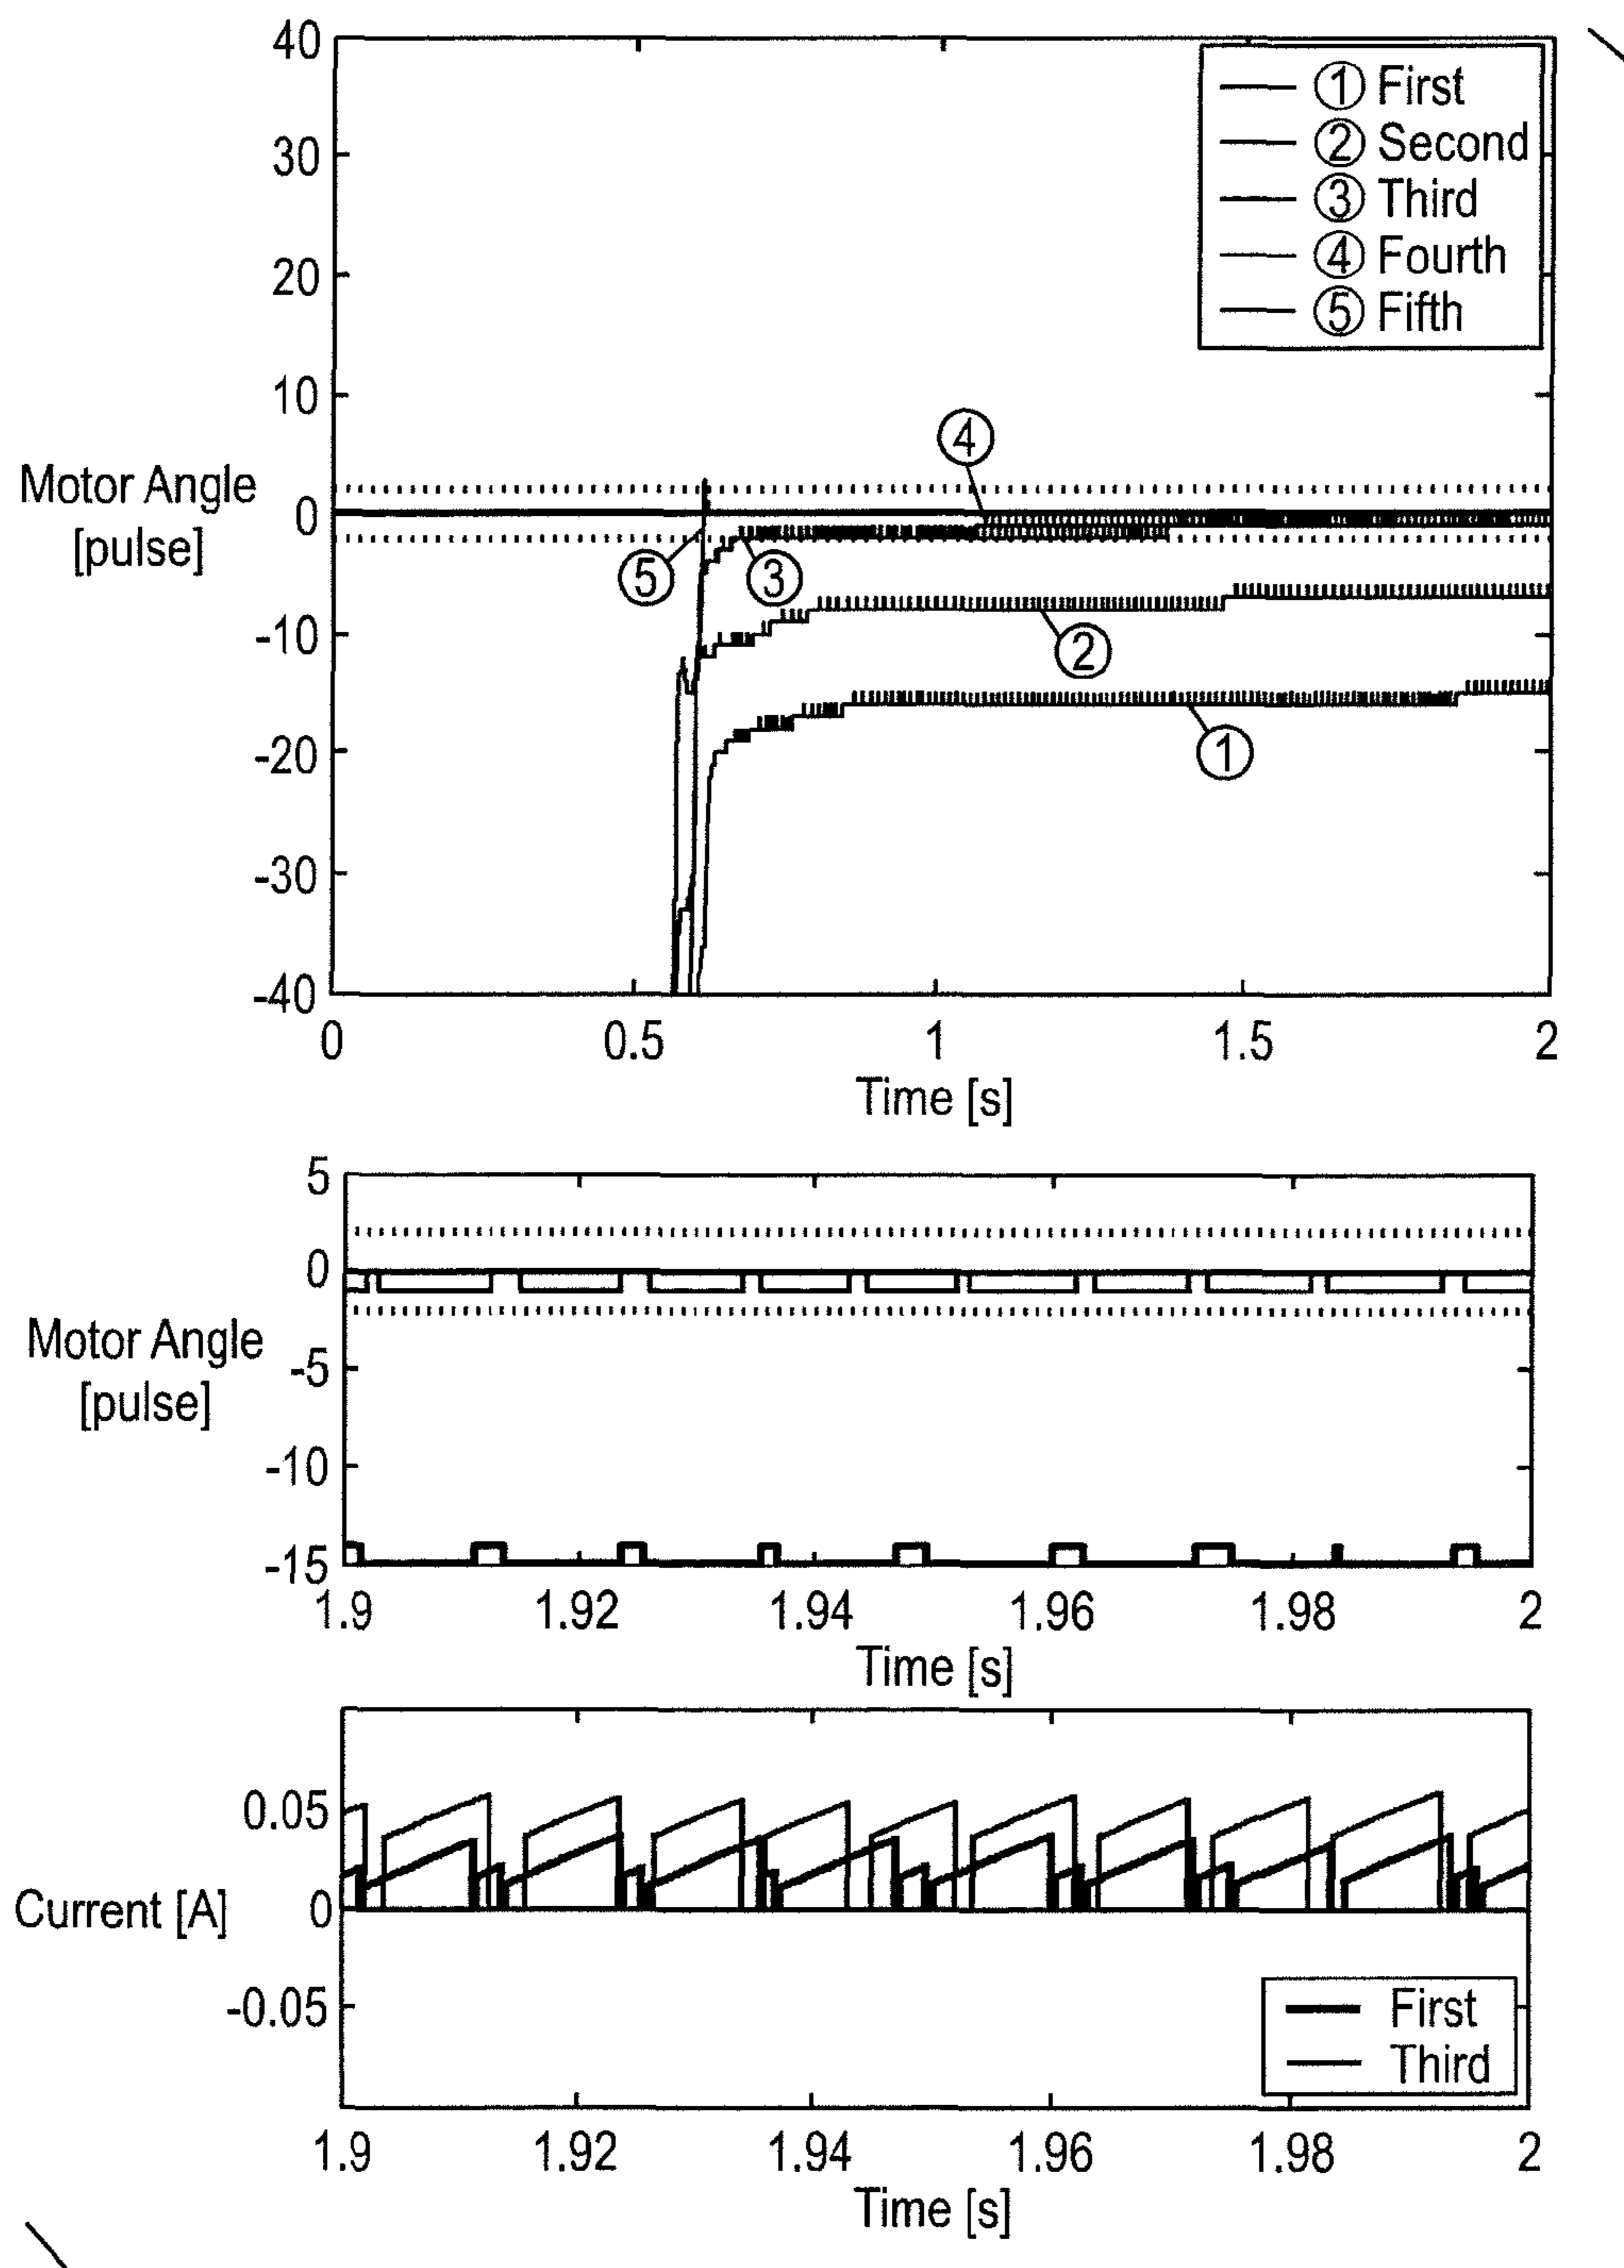 40
① First
② Second
③ Third
④ Fourth
⑤ Fifth
30
20
10
④
Motor Angle
[pulse]
0
⑤
③
-10
②
-20
①
-30
-40
0
0.5
1
1.5
2
Time [s]
5
0
Motor Angle
[pulse]
-5
-10
-15
1.9
1.92
1.94
1.96
1.98
2
Time [s]
0.05
Current [A]
0
-0.05
First
Third
1.9
1.92
1.94
1.96
1.98
2
Time [s]